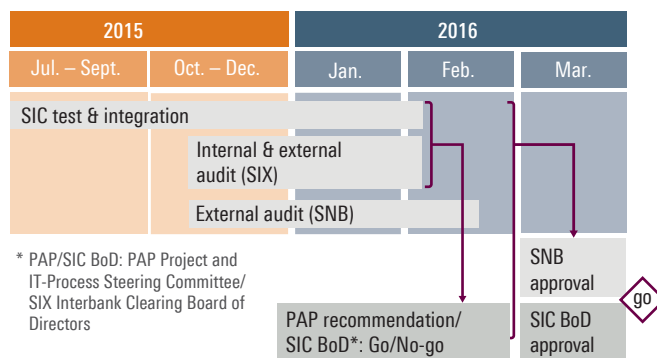 2015
2016
Jul. – Sept.
Oct. – Dec.
Jan.
Feb.
Mar.
SIC test & integration
Internal & external
audit (SIX)
External audit (SNB)
* PAP/SIC BoD: PAP Project and
IT-Process Steering Committee/
SIX Interbank Clearing Board of
Directors
PAP recommendation/
SIC BoD*: Go/No-go
SNB
approval
SIC BoD
approval
go